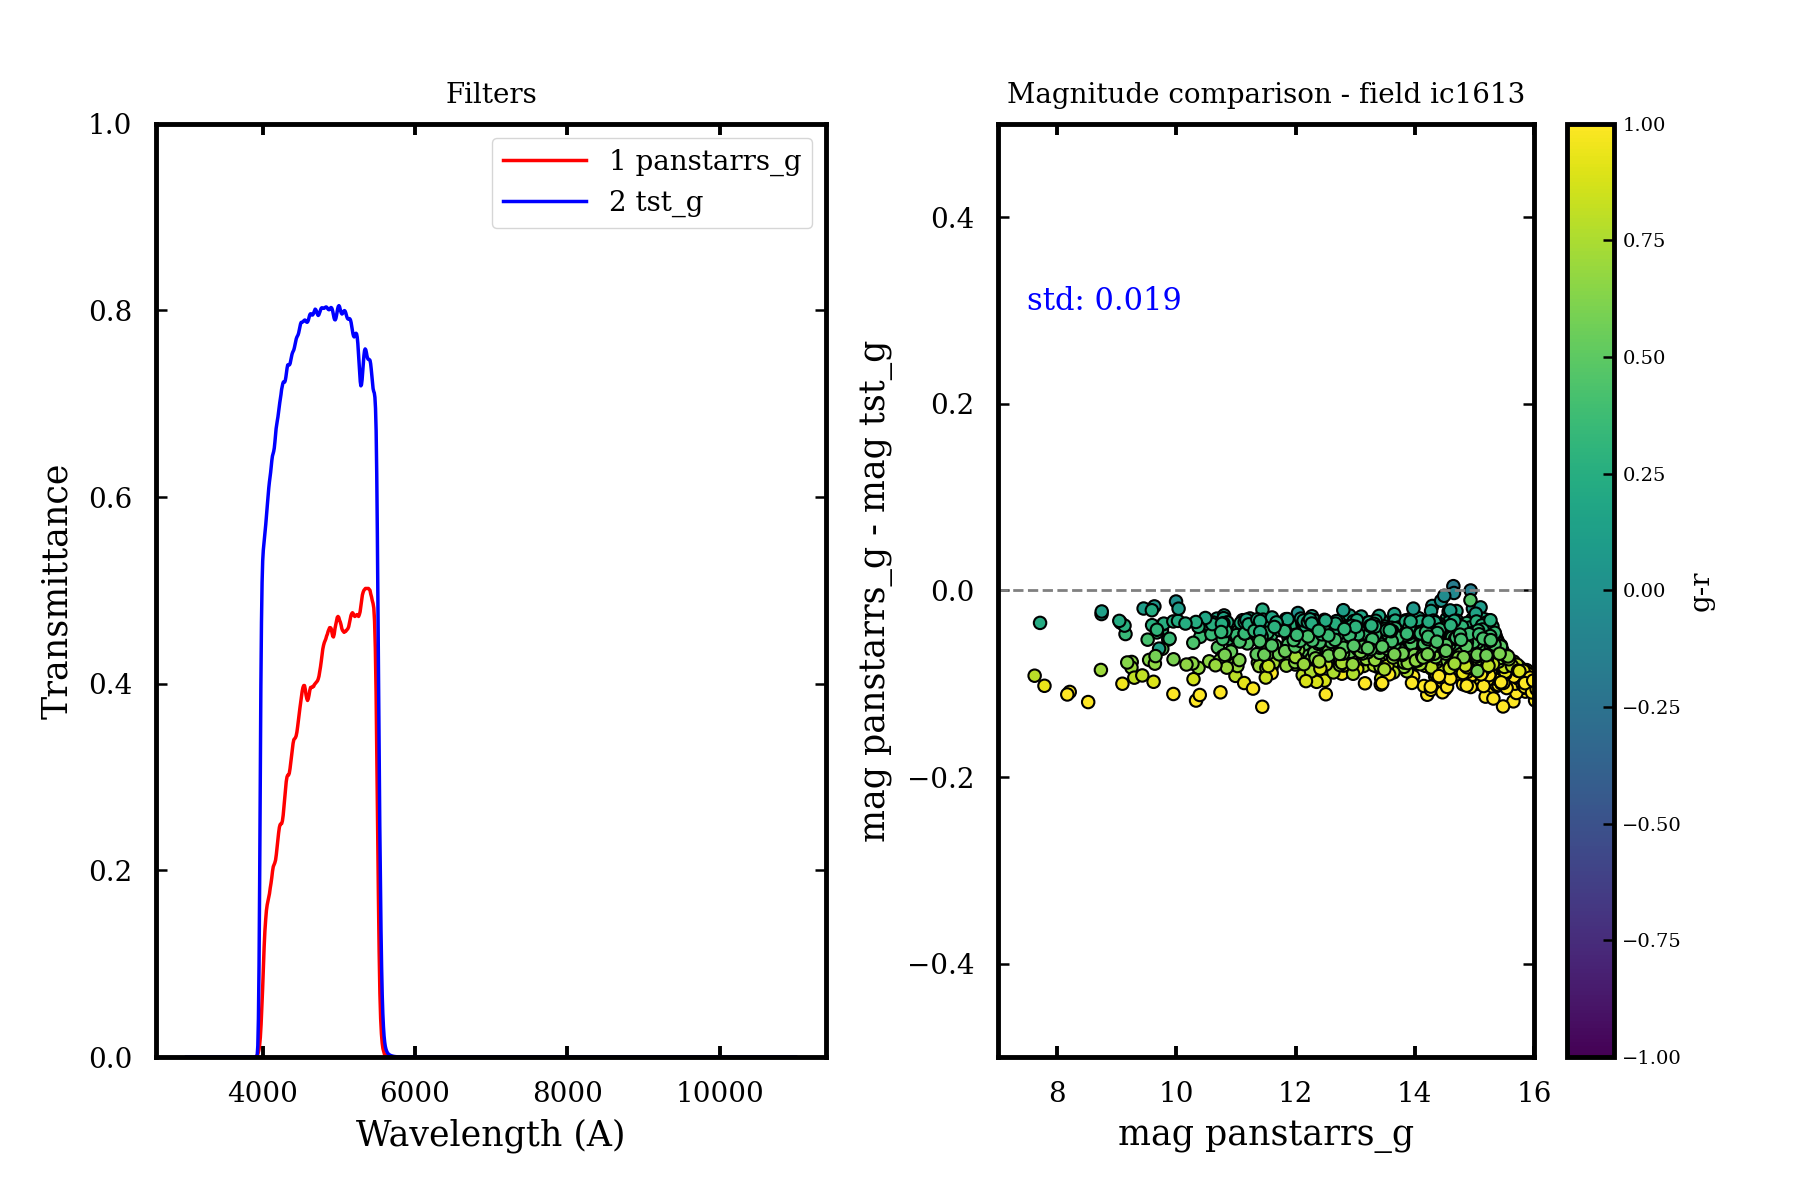 Filters
1.0
0.8
0.6
0.4
0.2
0.0
Transmittance
1 panstarrs_g
2 tst_g
4000
6000
8000
10000
Wavelength (A)
Magnitude comparison - field ic1613
0.4
0.2
0.0
−0.2
−0.4
mag panstarrs_g - mag tst_g
std: 0.019
8
10
12
14
16
mag panstarrs_g
1.00
0.75
0.50
0.25
0.00
−0.25
−0.50
−0.75
−1.00
g-r